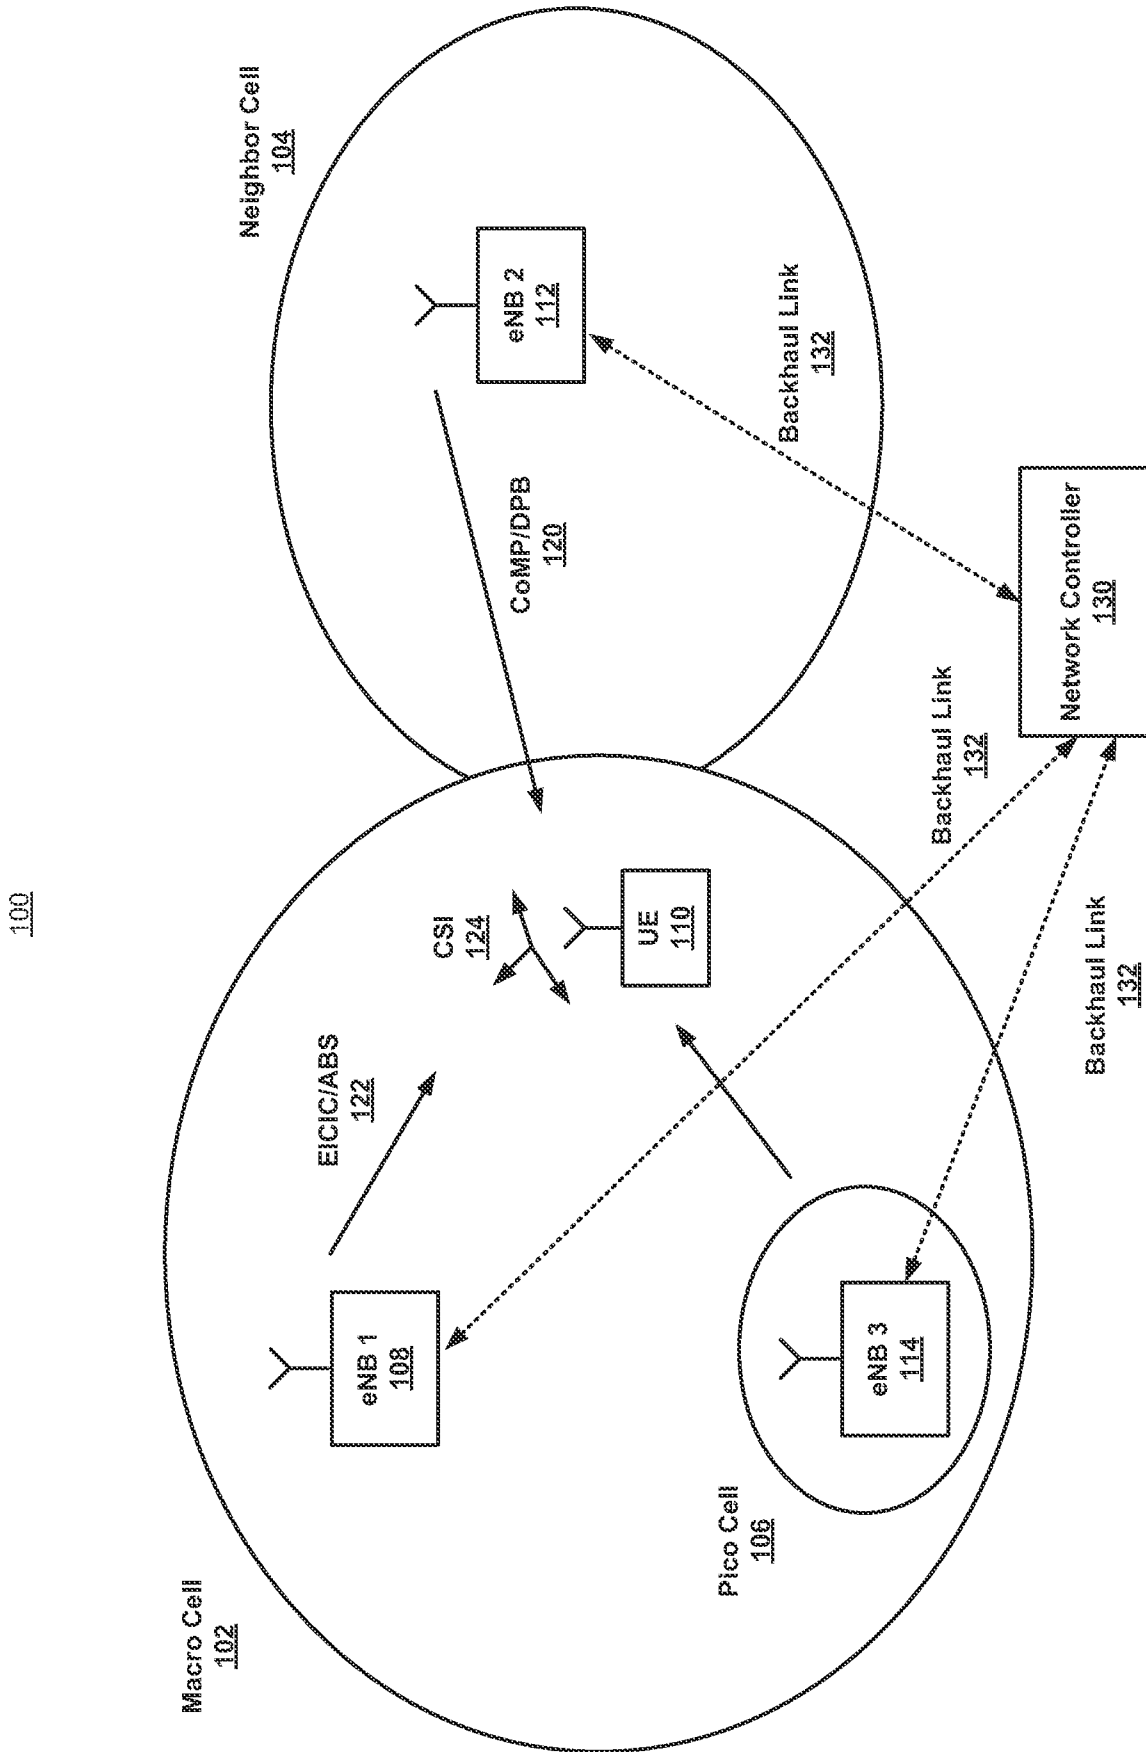 100
Macro Cell
102
Neighbor Cell
104
eNB 1
108
EICIC/ABS
122
CSI
124
UE
110
CoMP/DPB
120
eNB 2
112
Pico Cell
106
eNB 3
114
Backhaul Link
132
Backhaul Link
132
Backhaul Link
132
Network Controller
130